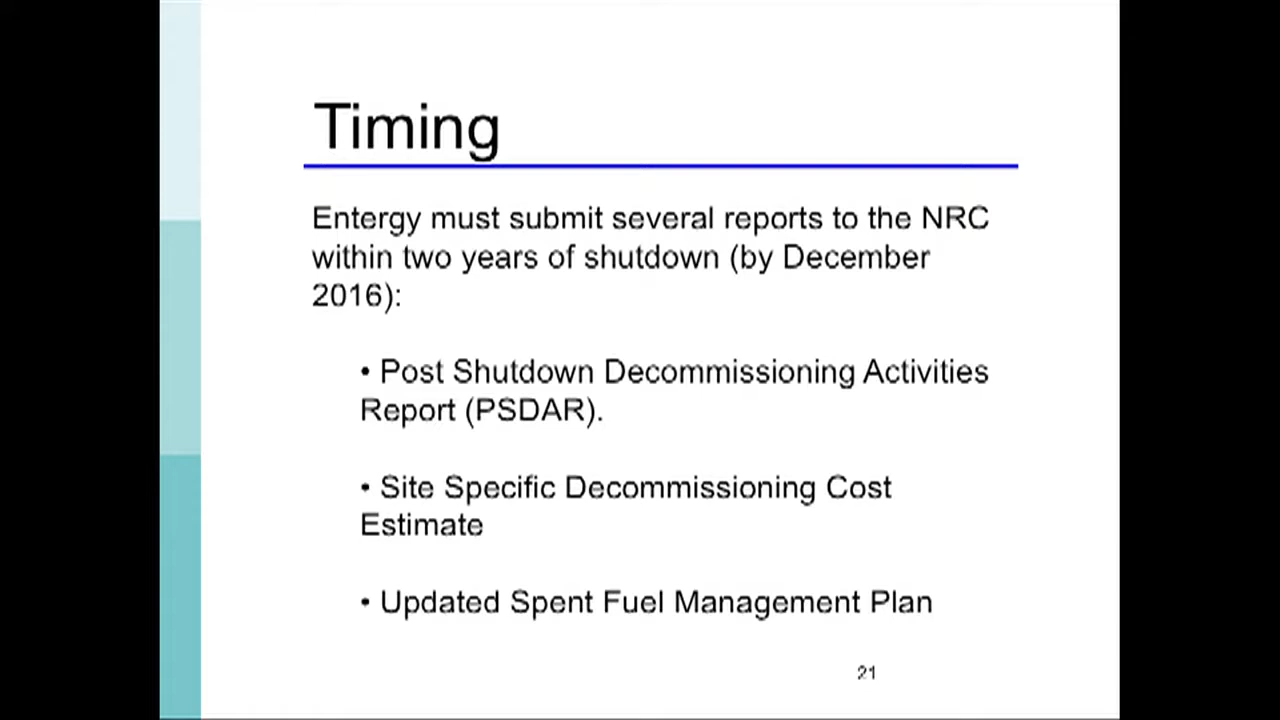 Timing
Entergy must submit several reports to the NRC
within two years of shutdown (by December
2016):
• Post Shutdown Decommissioning Activities
Report (PSDAR).
• Site Specific Decommissioning Cost
Estimate
• Updated Spent Fuel Management Plan
21